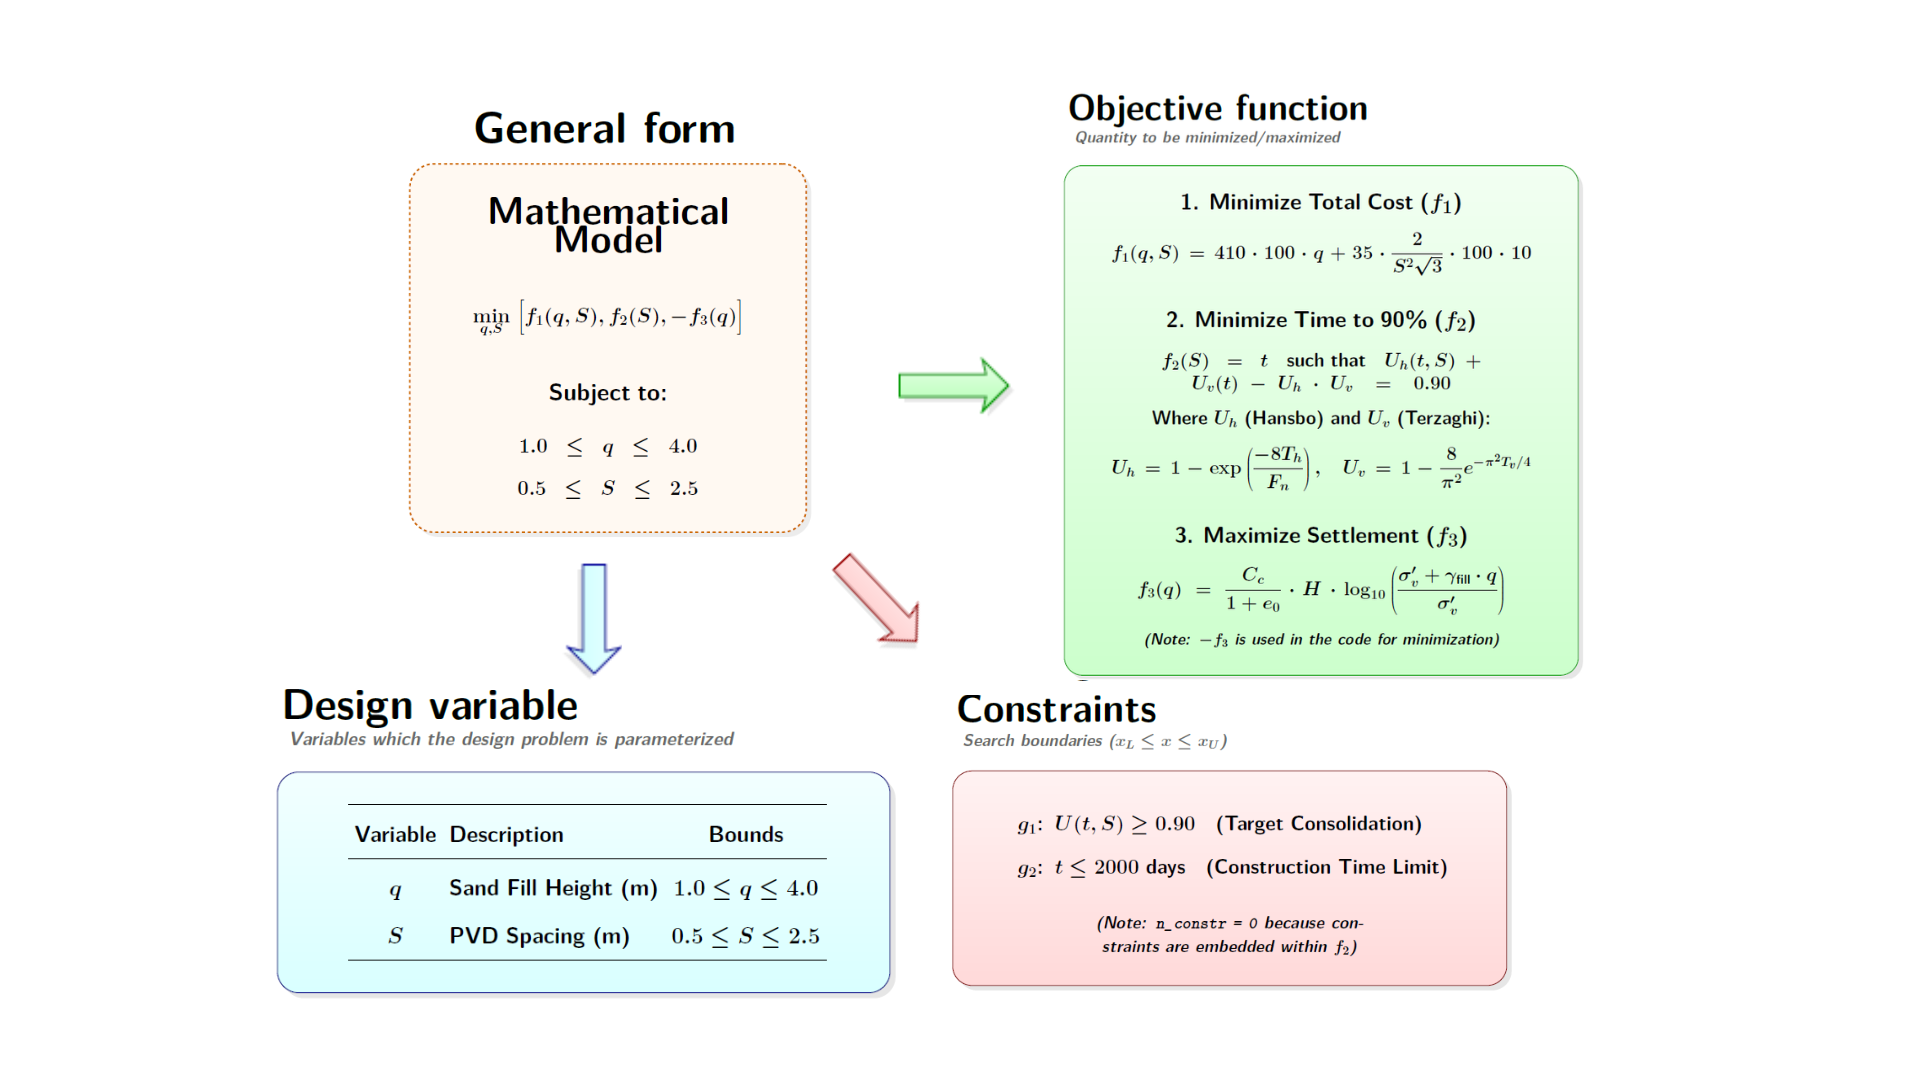 General form
Mathematical
Model
min_{q,S} [f₁(q, S), f₂(S), −f₃(q)]
Subject to:
1.0 ≤ q ≤ 4.0
0.5 ≤ S ≤ 2.5
Objective function
Quantity to be minimized/maximized
1. Minimize Total Cost (f₁)
f₁(q, S) = 410 · 100 · q + 35 · 2/(S²√3) · 100 · 10
2. Minimize Time to 90% (f₂)
f₂(S) = t such that U_h(t, S) +
U_v(t) − U_h · U_v = 0.90
Where U_h (Hansbo) and U_v (Terzaghi):
U_h = 1 − exp(−8T_h/F_n), U_v = 1 − 8/π² e^{−π²T_v/4}
3. Maximize Settlement (f₃)
f₃(q) = C_c/(1 + e₀) · H · log₁₀((σ′_v + γ_fill · q)/σ′_v)
(Note: −f₃ is used in the code for minimization)
Design variable
Variables which the design problem is parameterized
Variable Description Bounds
q Sand Fill Height (m) 1.0 ≤ q ≤ 4.0
S PVD Spacing (m) 0.5 ≤ S ≤ 2.5
Constraints
Search boundaries (x_L ≤ x ≤ x_U)
g₁: U(t, S) ≥ 0.90 (Target Consolidation)
g₂: t ≤ 2000 days (Construction Time Limit)
(Note: n_constr = 0 because con-
straints are embedded within f₂)